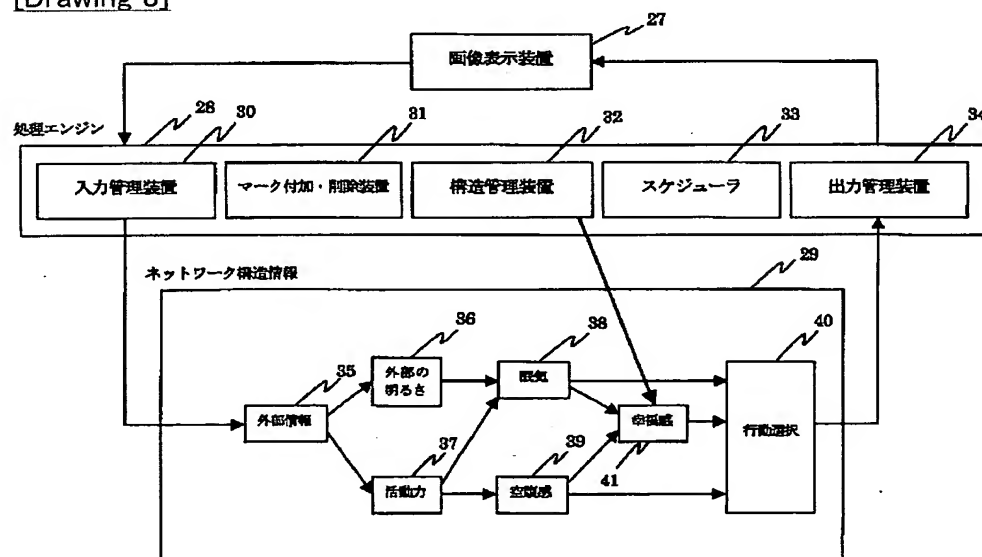 [Drawing 8]
27
画像表示装置
処理エンジン
28
30
31
32
33
34
入力管理装置
マーク付加・削除装置
構造管理装置
スケジューラ
出力管理装置
ネットワーク構造情報
29
36
38
40
35
外部の
明るさ
眠気
外部情報
幸福感
行動選択
37
39
41
活動力
空腹感